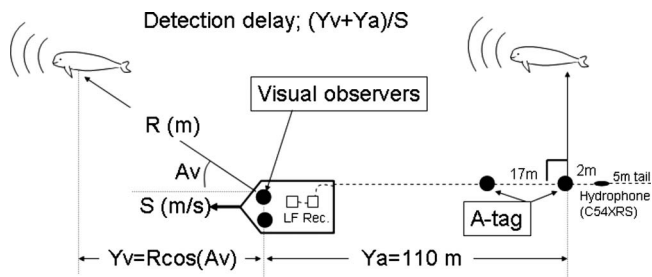 Detection delay; (Yv+Ya)/S
Visual observers
R (m)
Av
17m
2m
5m tail
S (m/s)
LF Rec.
A-tag
Hydrophone
(C54XRS)
Yv=Rcos(Av)
Ya=110 m